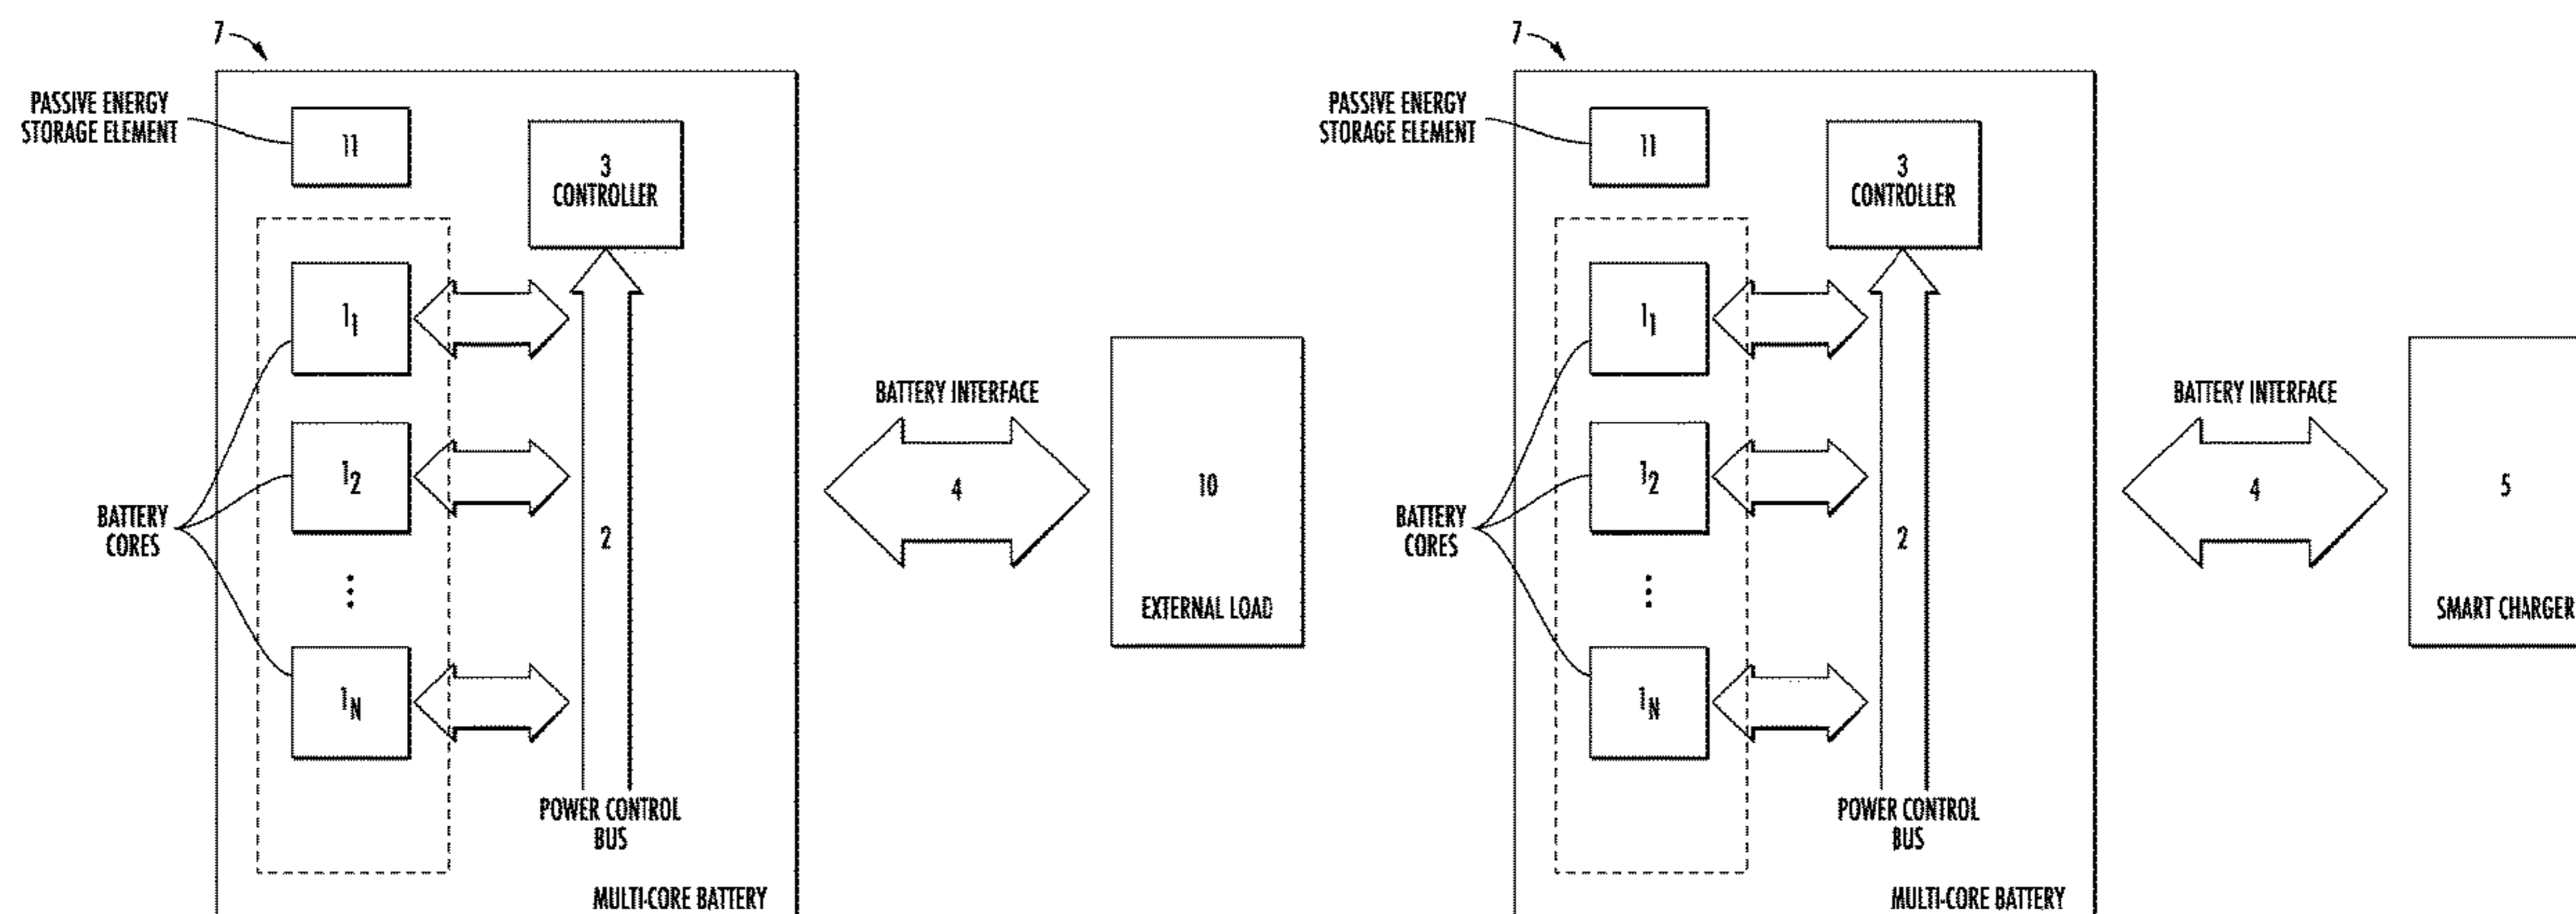 7
PASSIVE ENERGY
STORAGE ELEMENT
11
3
CONTROLLER
1₁
1₂
BATTERY
CORES
⋮
1N
2
POWER CONTROL
BUS
MULTI-CORE BATTERY
BATTERY INTERFACE
4
10
EXTERNAL LOAD
7
PASSIVE ENERGY
STORAGE ELEMENT
11
3
CONTROLLER
1₁
1₂
BATTERY
CORES
⋮
1N
2
POWER CONTROL
BUS
MULTI-CORE BATTERY
BATTERY INTERFACE
4
5
SMART CHARGER